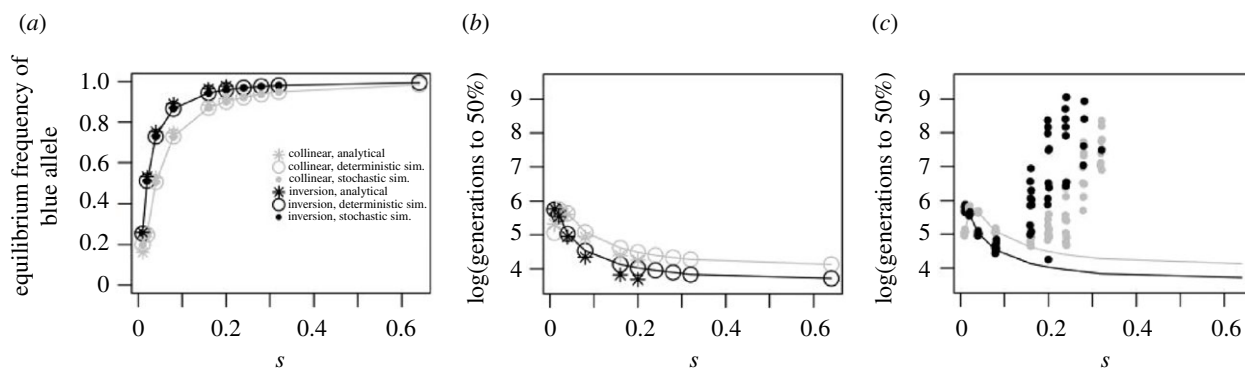 (a)
equilibrium frequency of
blue allele
1.0
0.8
0.6
0.4
0.2
0
collinear, analytical
collinear, deterministic sim.
collinear, stochastic sim.
inversion, analytical
inversion, deterministic sim.
inversion, stochastic sim.
0 0.2 0.4 0.6
s
(b)
log(generations to 50%)
9
8
7
6
5
4
0 0.2 0.4 0.6
s
(c)
log(generations to 50%)
9
8
7
6
5
4
0 0.2 0.4 0.6
s